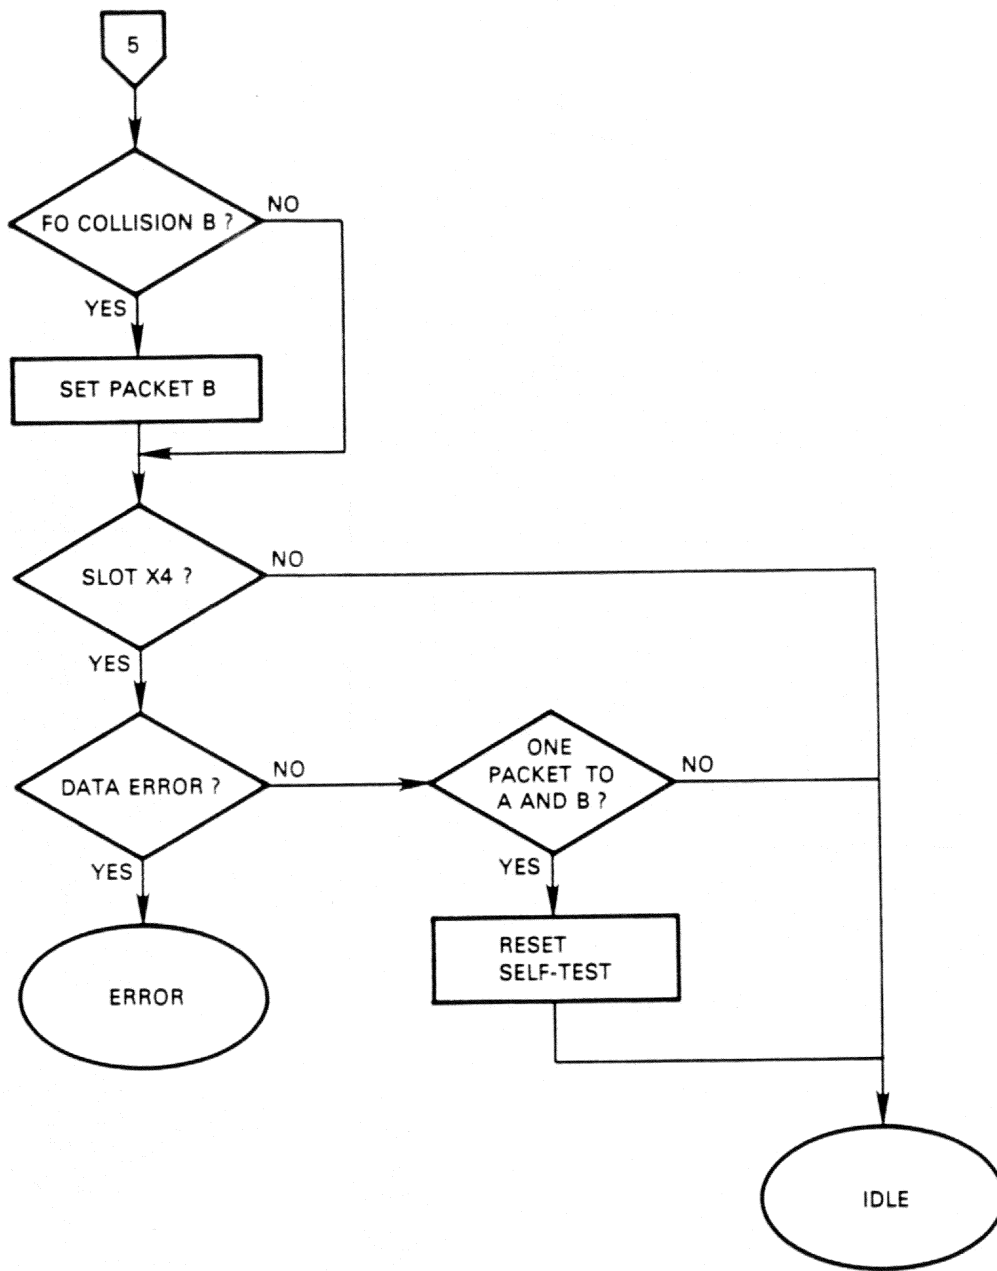 5
FO COLLISION B ?
NO
YES
SET PACKET B
SLOT X4 ?
NO
YES
DATA ERROR ?
NO
ONE
PACKET TO
A AND B ?
NO
YES
YES
RESET
SELF-TEST
ERROR
IDLE